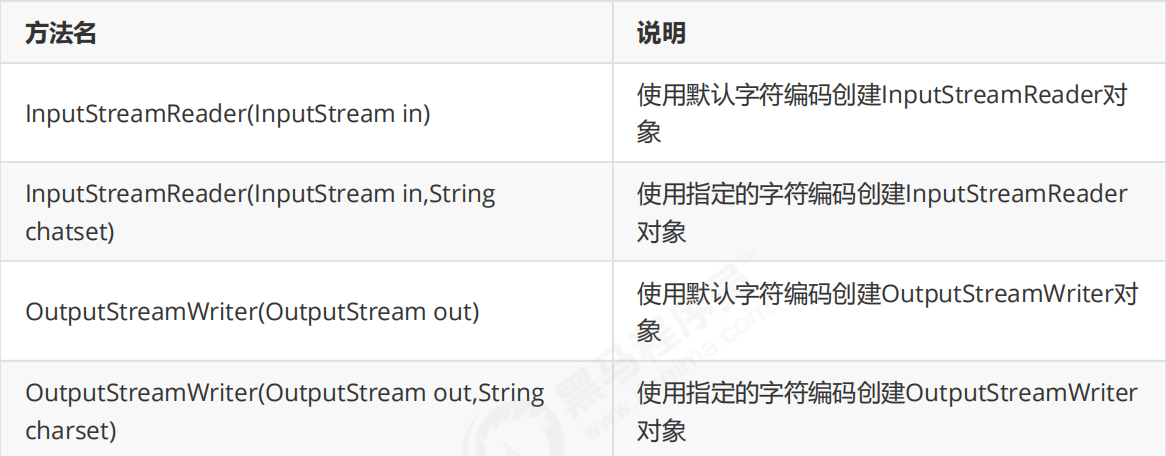 方法名
说明
InputStreamReader(InputStream in)
使用默认字符编码创建InputStreamReader对
象
InputStreamReader(InputStream in,String
chatset)
使用指定的字符编码创建InputStreamReader
对象
OutputStreamWriter(OutputStream out)
使用默认字符编码创建OutputStreamWriter对
象
OutputStreamWriter(OutputStream out,String
charset)
使用指定的字符编码创建OutputStreamWriter
对象
黑马程序员